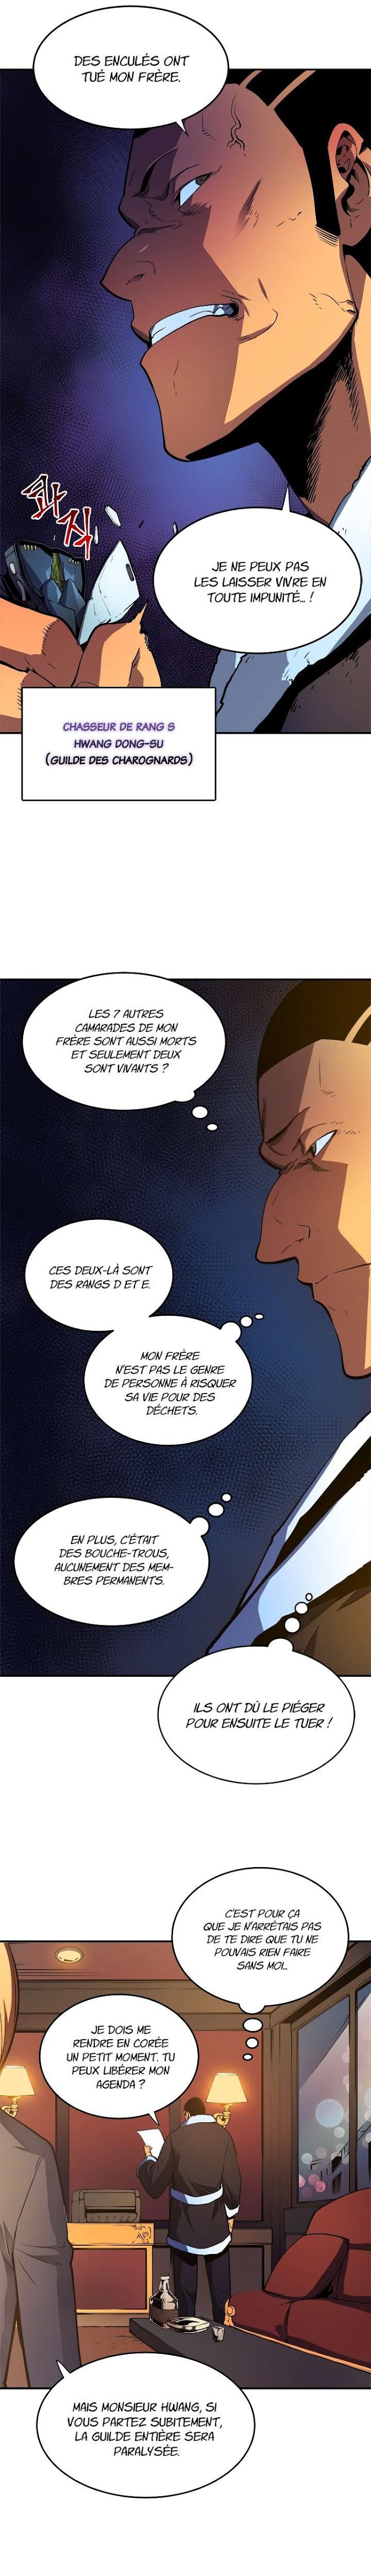 DES ENCULÉS ONT
TUÉ MON FRÈRE.
콰
직
JE NE PEUX PAS
LES LAISSER VIVRE EN
TOUTE IMPUNITÉ... !
CHASSEUR DE RANG S
HWANG DONG-SU
(GUILDE DES CHAROGNARDS)
LES 7 AUTRES
CAMARADES DE MON
FRÈRE SONT AUSSI MORTS
ET SEULEMENT DEUX
SONT VIVANTS ?
CES DEUX-LÀ SONT
DES RANGS D ET E.
MON FRÈRE
N'EST PAS LE GENRE
DE PERSONNE À RISQUER
SA VIE POUR DES
DÉCHETS.
EN PLUS, C'ÉTAIT
DES BOUCHE-TROUS,
AUCUNEMENT DES MEM-
BRES PERMANENTS.
ILS ONT DÛ LE PIÉGER
POUR ENSUITE LE TUER !
C'EST POUR ÇA
QUE JE N'ARRÊTAIS PAS
DE TE DIRE QUE TU NE
POUVAIS RIEN FAIRE
SANS MOI...
JE DOIS ME
RENDRE EN CORÉE
UN PETIT MOMENT. TU
PEUX LIBÉRER MON
AGENDA ?
MAIS MONSIEUR HWANG, SI
VOUS PARTEZ SUBITEMENT,
LA GUILDE ENTIÈRE SERA
PARALYSÉE.